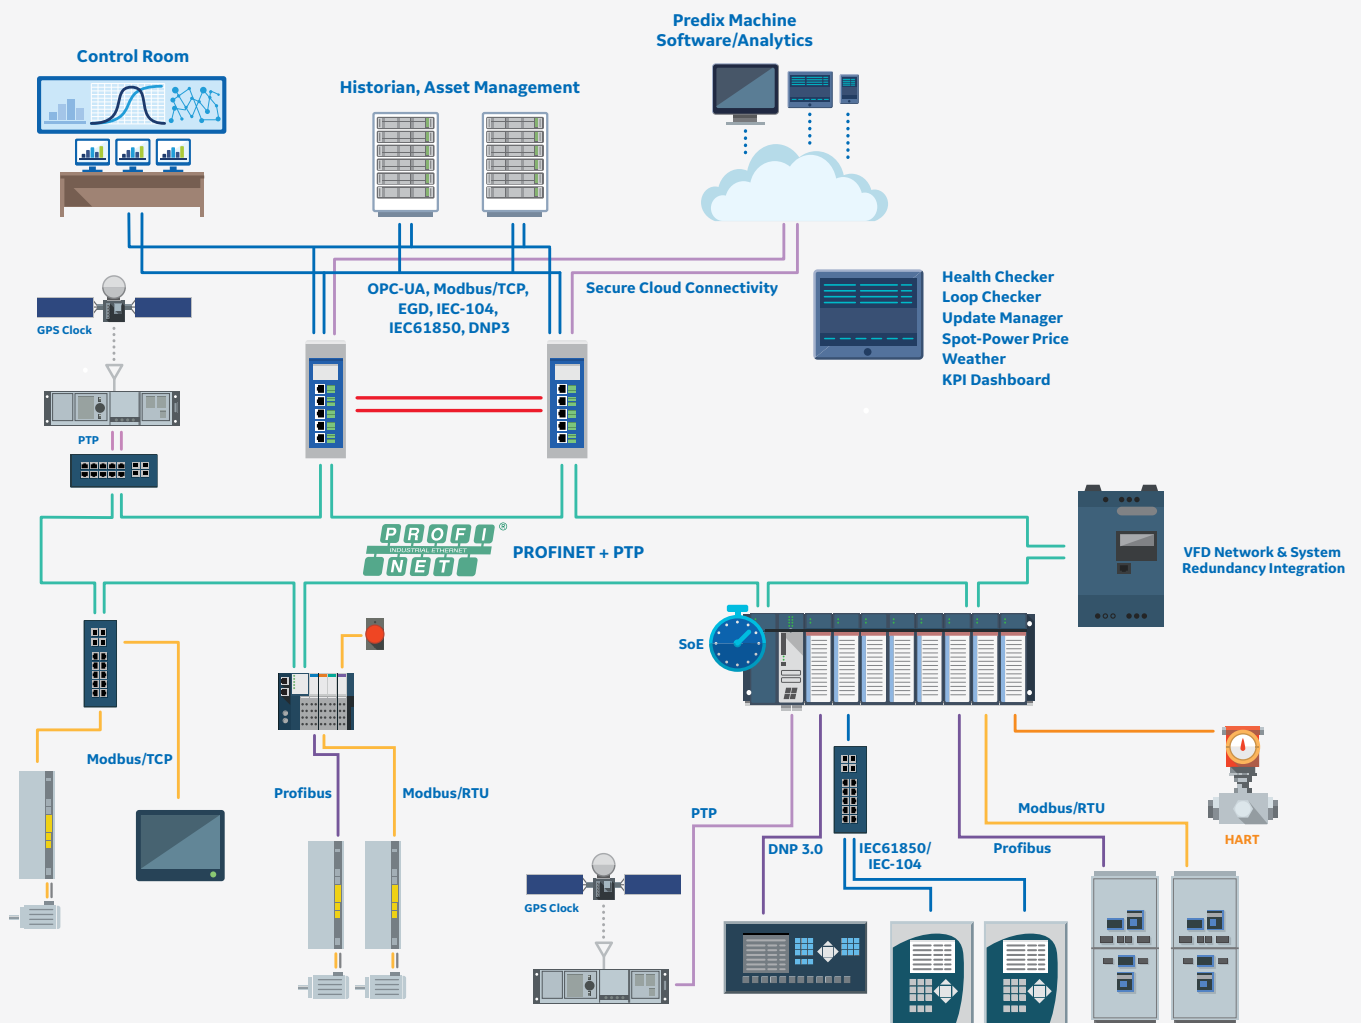 Predix Machine
Software/Analytics
Control Room
Historian, Asset Management
OPC-UA, Modbus/TCP,
EGD, IEC-104,
IEC61850, DNP3
Secure Cloud Connectivity
Health Checker
Loop Checker
Update Manager
Spot-Power Price
Weather
KPI Dashboard
GPS Clock
PTP
PROFI
INDUSTRIAL ETHERNET
NET
®
PROFINET + PTP
VFD Network & System
Redundancy Integration
SoE
Modbus/TCP
Profibus
Modbus/RTU
PTP
DNP 3.0
IEC61850/
IEC-104
Modbus/RTU
Profibus
HART
GPS Clock